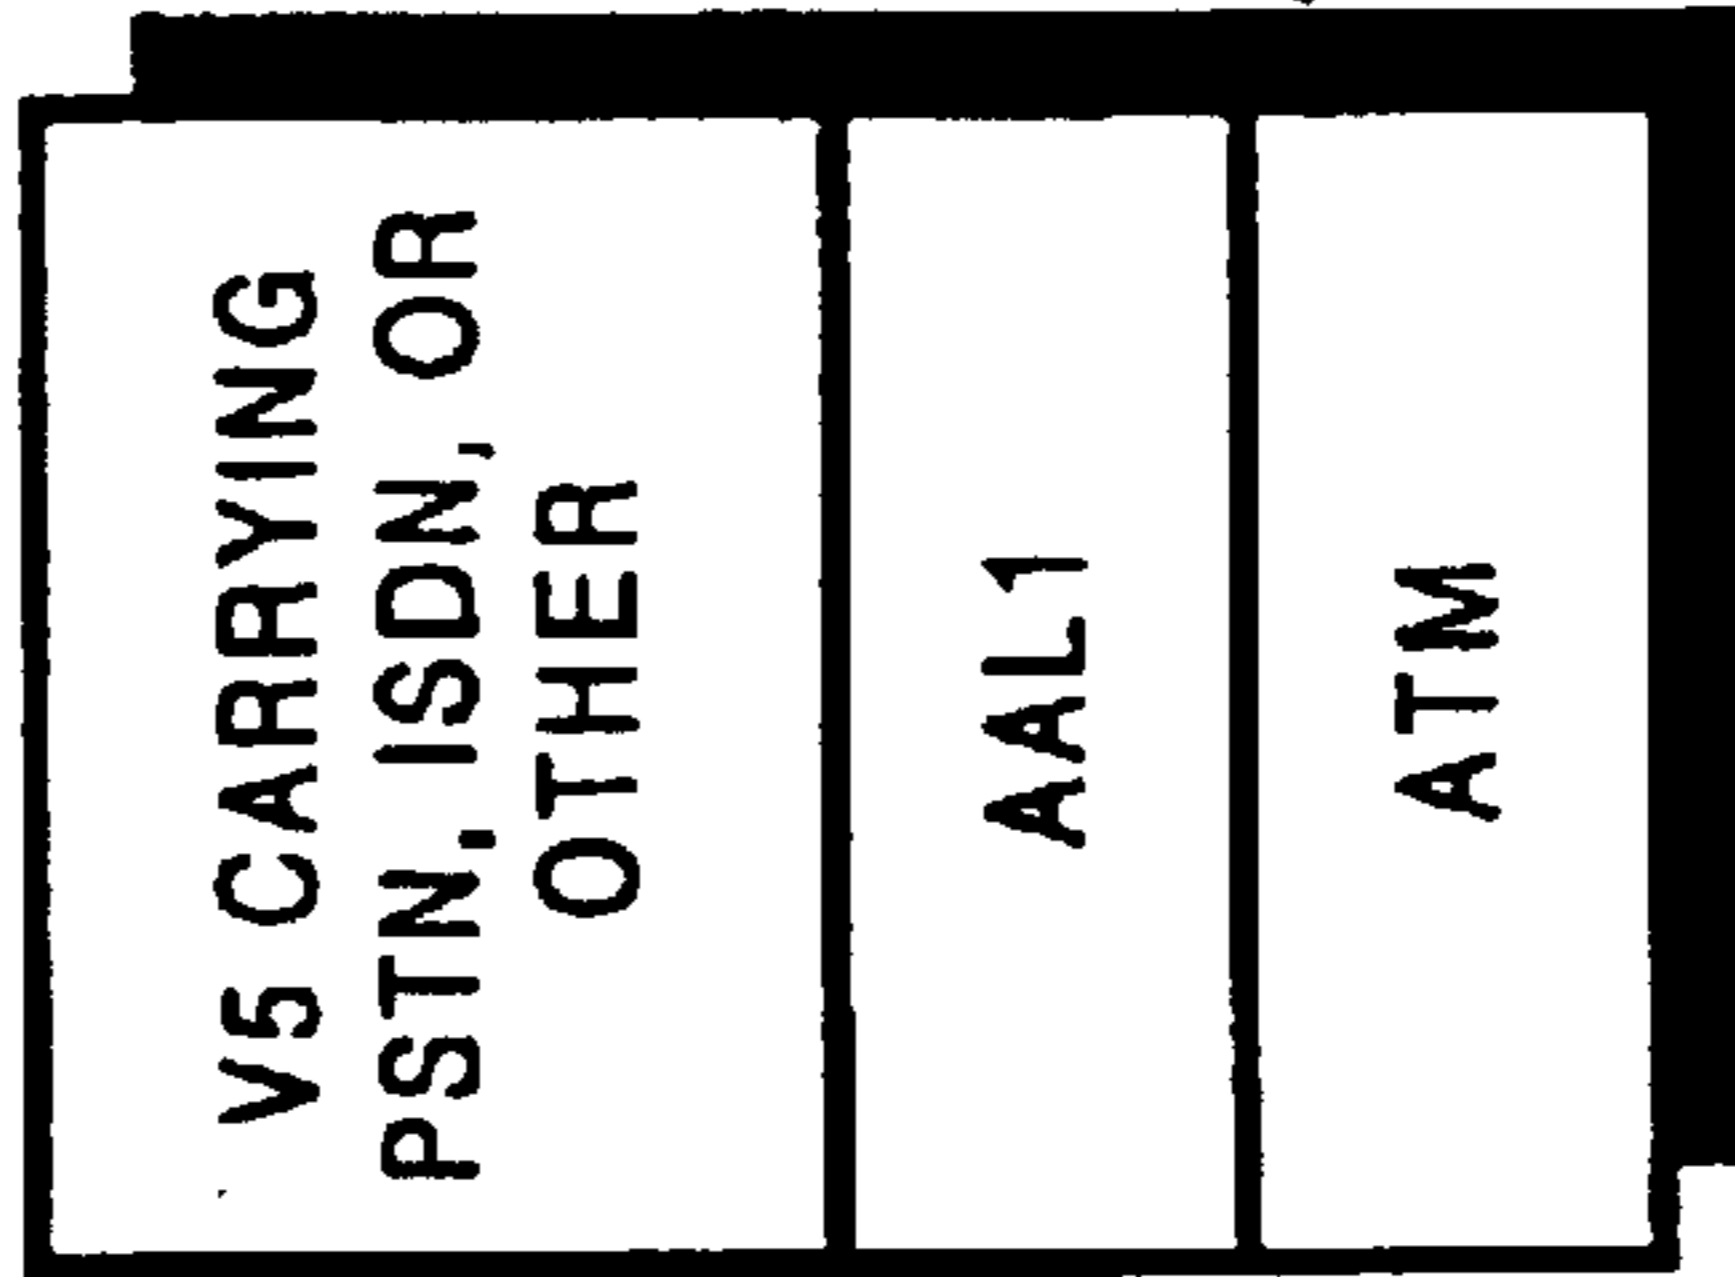 V5 CARRYING
PSTN, ISDN, OR
OTHER
AAL1
ATM